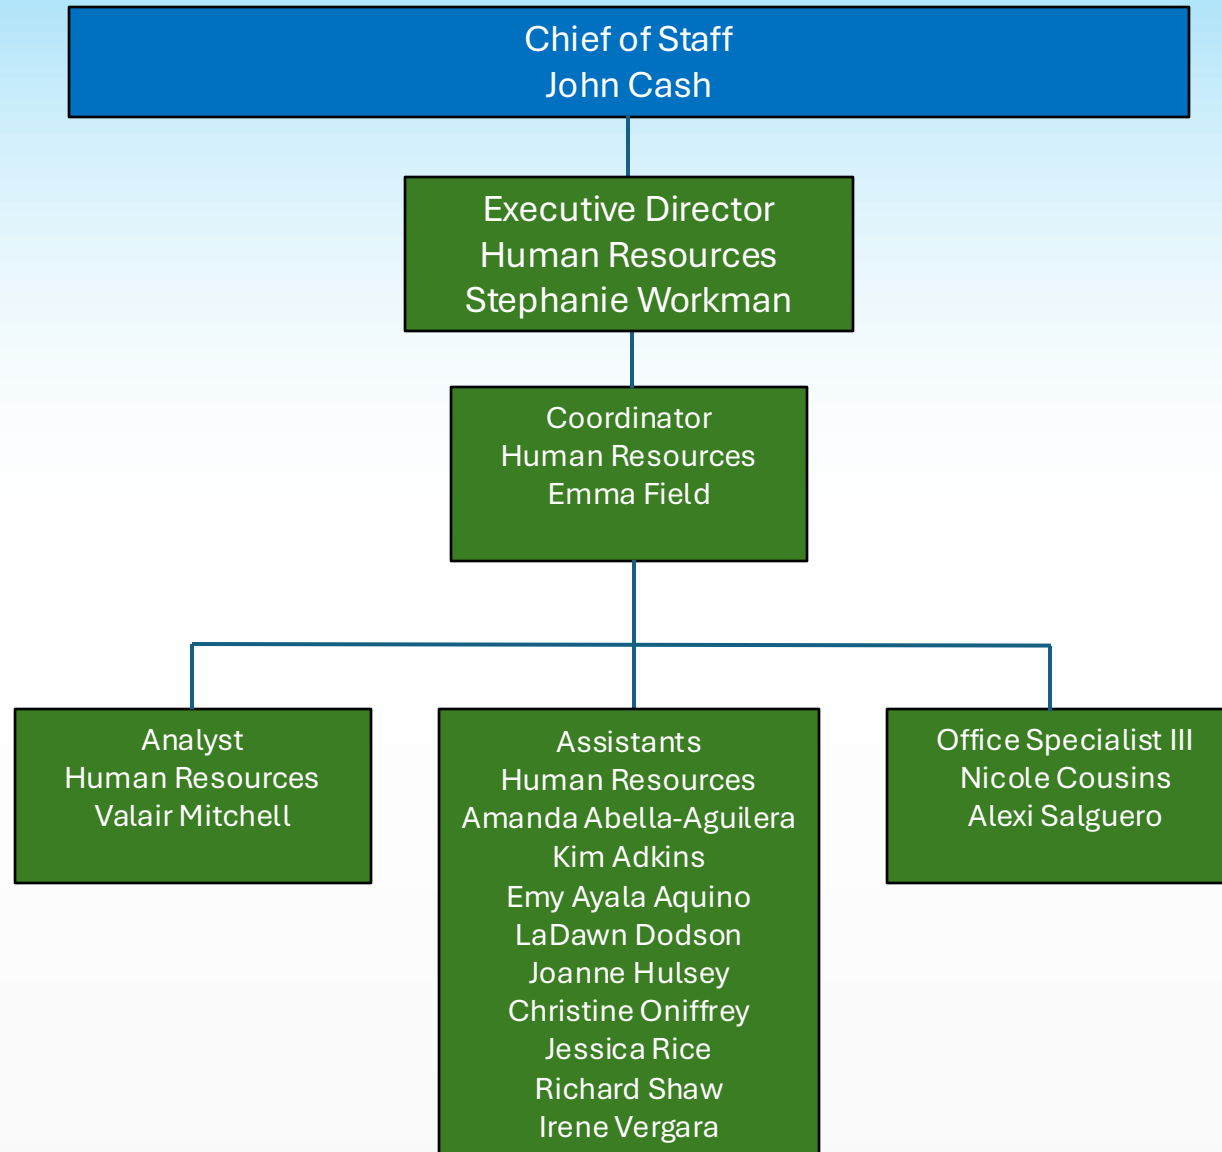 Chief of Staff
John Cash
Executive Director
Human Resources
Stephanie Workman
Coordinator
Human Resources
Emma Field
Analyst
Human Resources
Valair Mitchell
Assistants
Human Resources
Amanda Abella-Aguilera
Kim Adkins
Emy Ayala Aquino
LaDawn Dodson
Joanne Hulsey
Christine Oniffrey
Jessica Rice
Richard Shaw
Irene Vergara
Office Specialist III
Nicole Cousins
Alexi Salguero